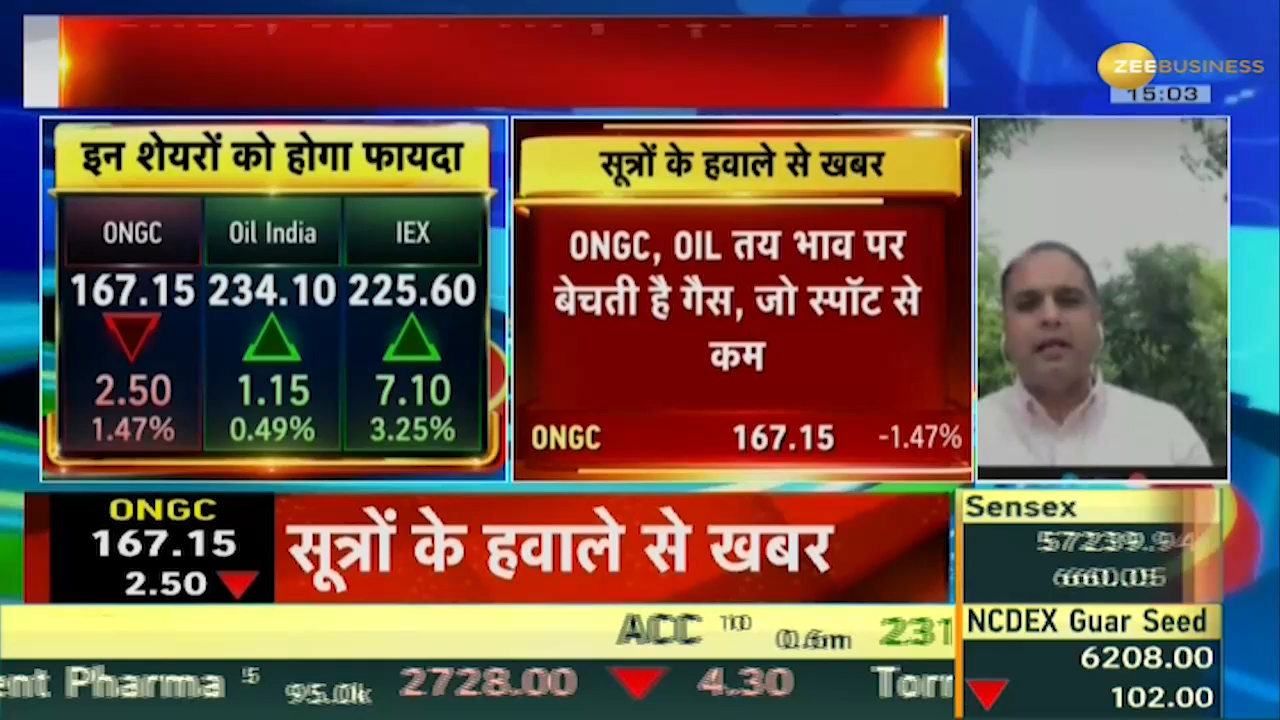 ZEEBUSINESS
15:03
इन शेयरों को होगा फायदा
ONGC Oil India IEX
167.15 234.10 225.60
2.50 1.15 7.10
1.47% 0.49% 3.25%
सूत्रों के हवाले से खबर
ONGC, OIL तय भाव पर
बेचती है गैस, जो स्पॉट से
कम
ONGC 167.15 -1.47%
ONGC
167.15
2.50
सूत्रों के हवाले से खबर
Sensex
NCDEX Guar Seed
6208.00
102.00
ACC 231
ent Pharma 2728.00 4.30 Torr